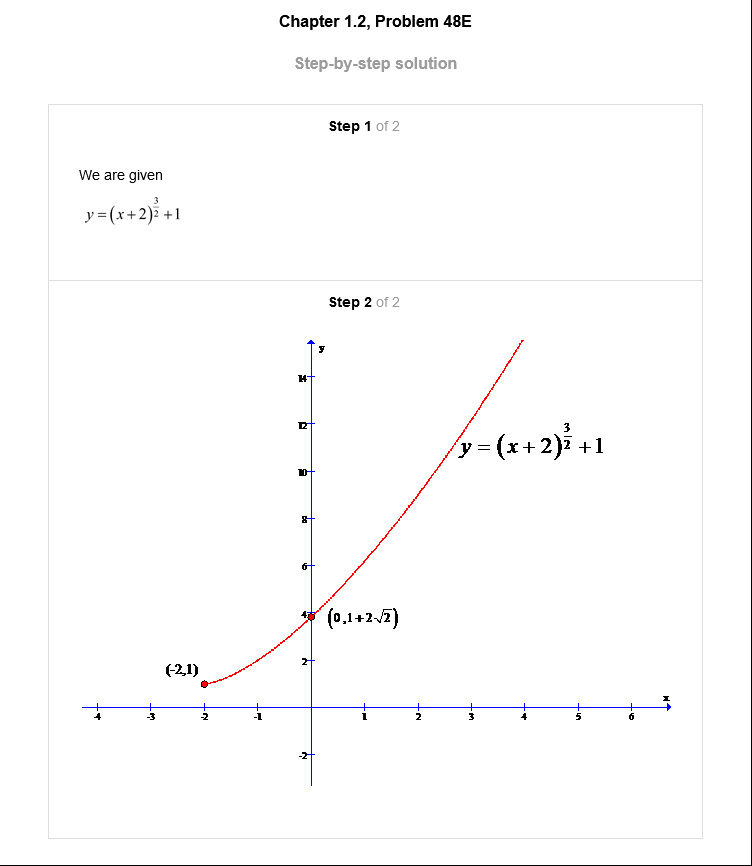 Chapter 1.2, Problem 48E
Step-by-step solution
Step 1 of 2
We are given
y = (x+2)^{3/2} + 1
Step 2 of 2
y
14
12
y = (x+2)^{3/2} + 1
10
8
6
4
(0,1+2√2)
2
(-2,1)
x
-4 -3 -2 -1 1 2 3 4 5 6
-2